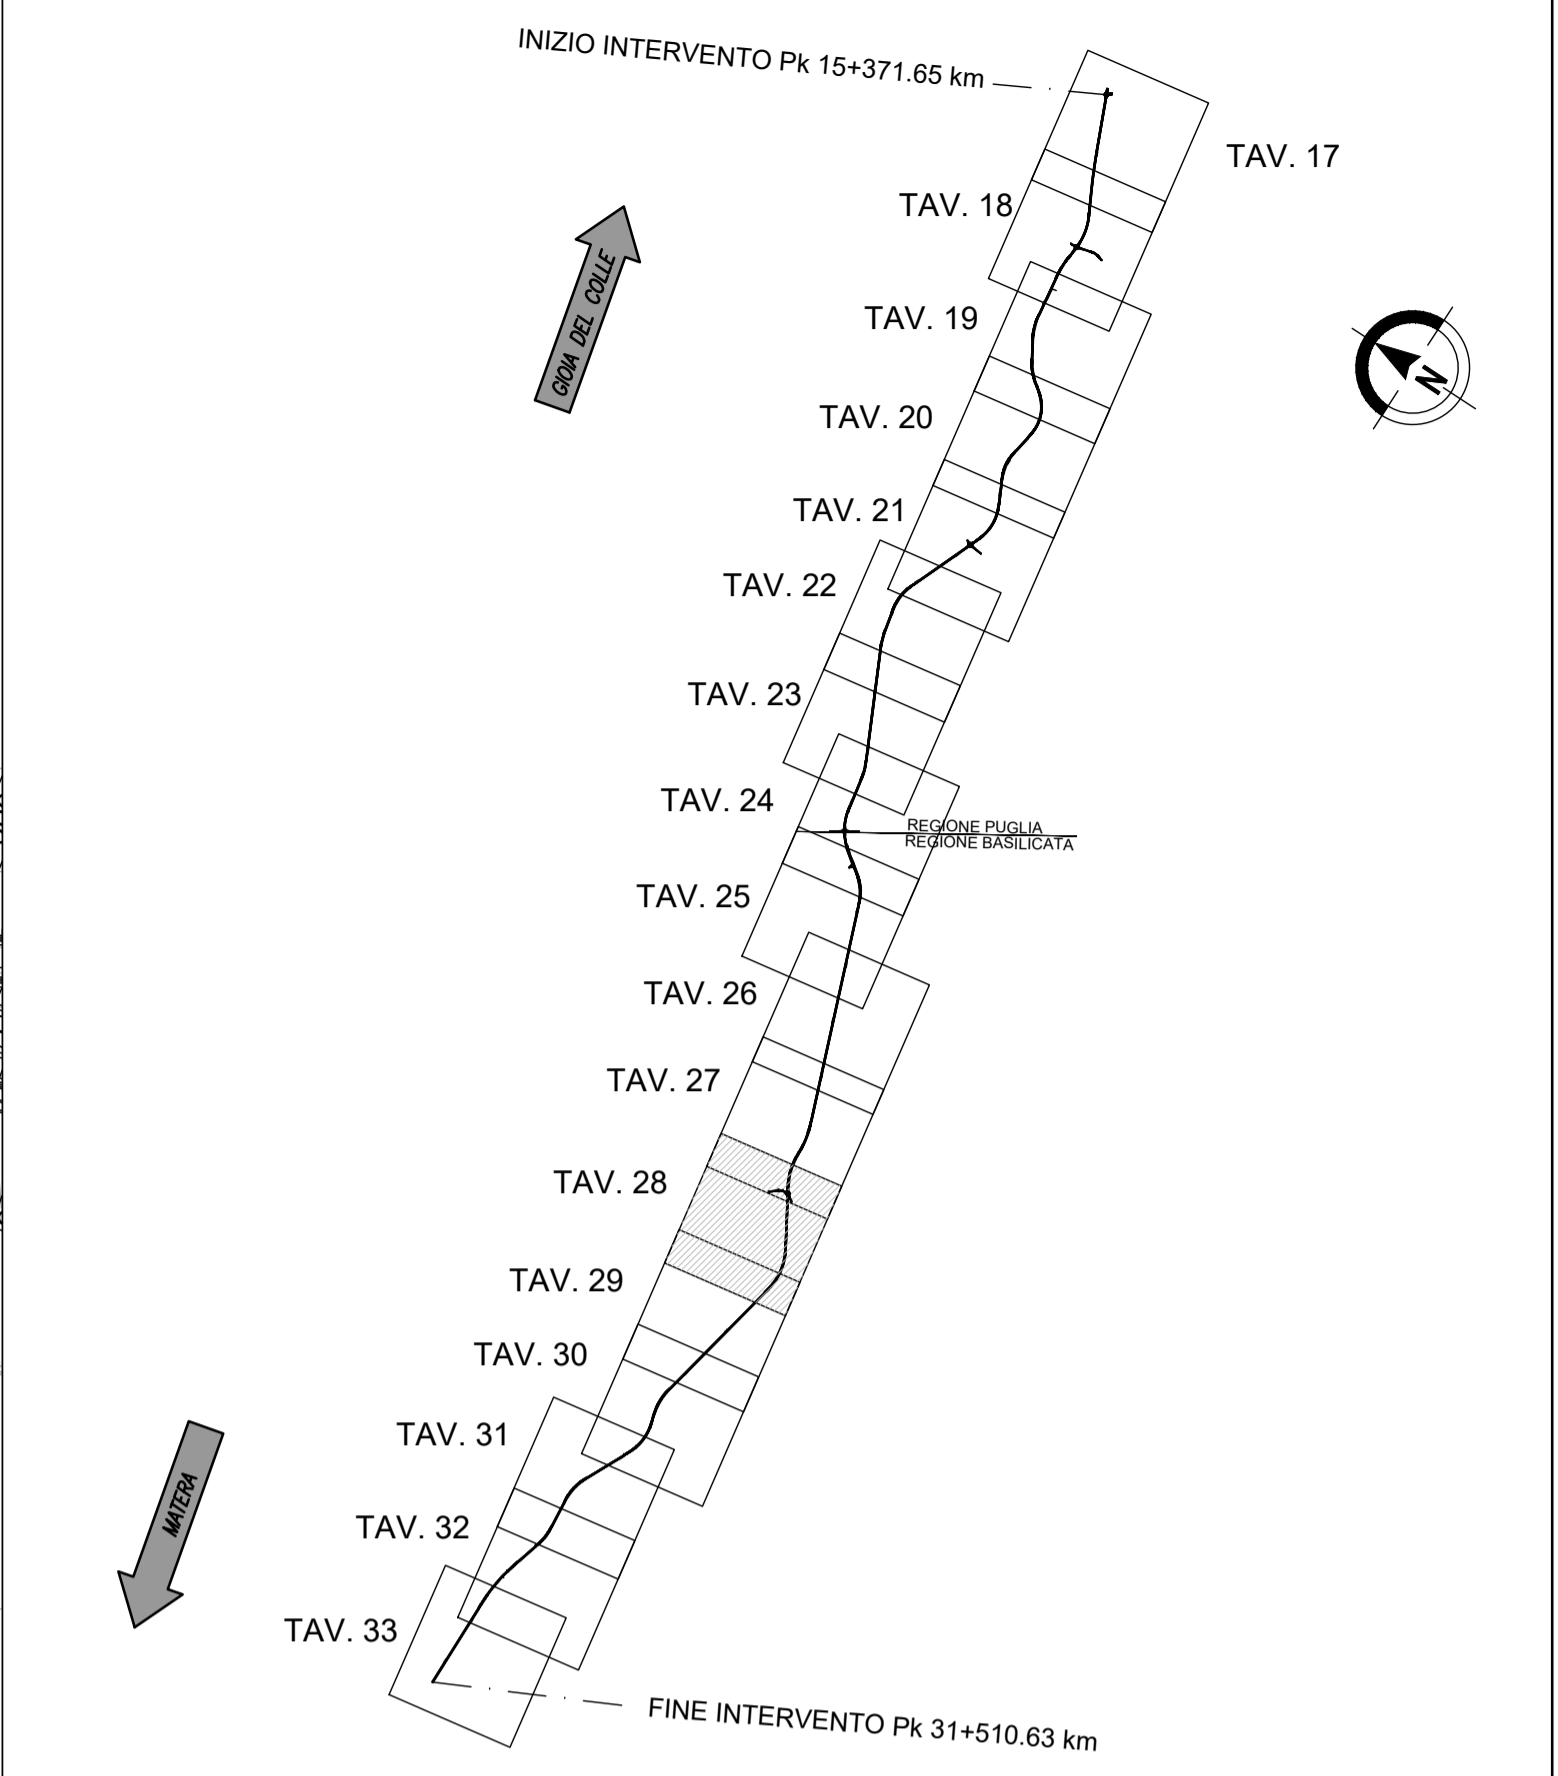 INIZIO INTERVENTO Pk 15+371.65 km
TAV. 17
TAV. 18
GIOIA DEL COLLE
TAV. 19
N
TAV. 20
TAV. 21
TAV. 22
TAV. 23
TAV. 24
REGIONE PUGLIA
REGIONE BASILICATA
TAV. 25
TAV. 26
TAV. 27
TAV. 28
TAV. 29
TAV. 30
TAV. 31
MATERA
TAV. 32
TAV. 33
FINE INTERVENTO Pk 31+510.63 km